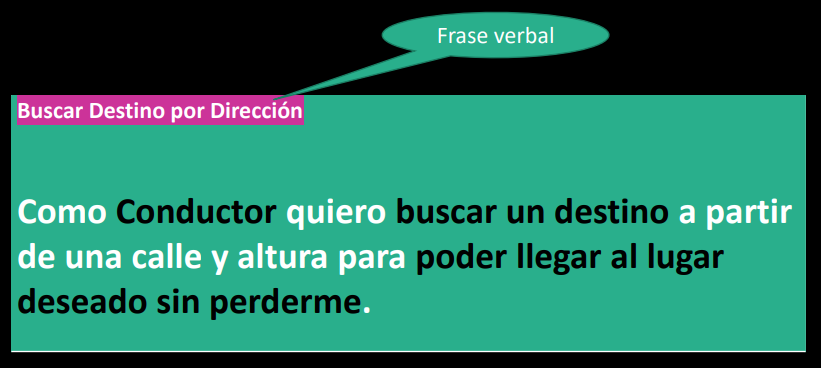 Frase verbal
Buscar Destino por Dirección
Como Conductor quiero buscar un destino a partir
de una calle y altura para poder llegar al lugar
deseado sin perderme.